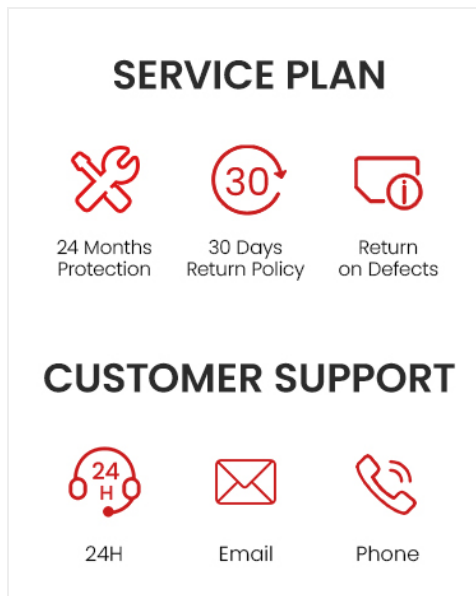 SERVICE PLAN
30
i
24 Months
Protection
30 Days
Return Policy
Return
on Defects
CUSTOMER SUPPORT
24
H
24H
Email
Phone